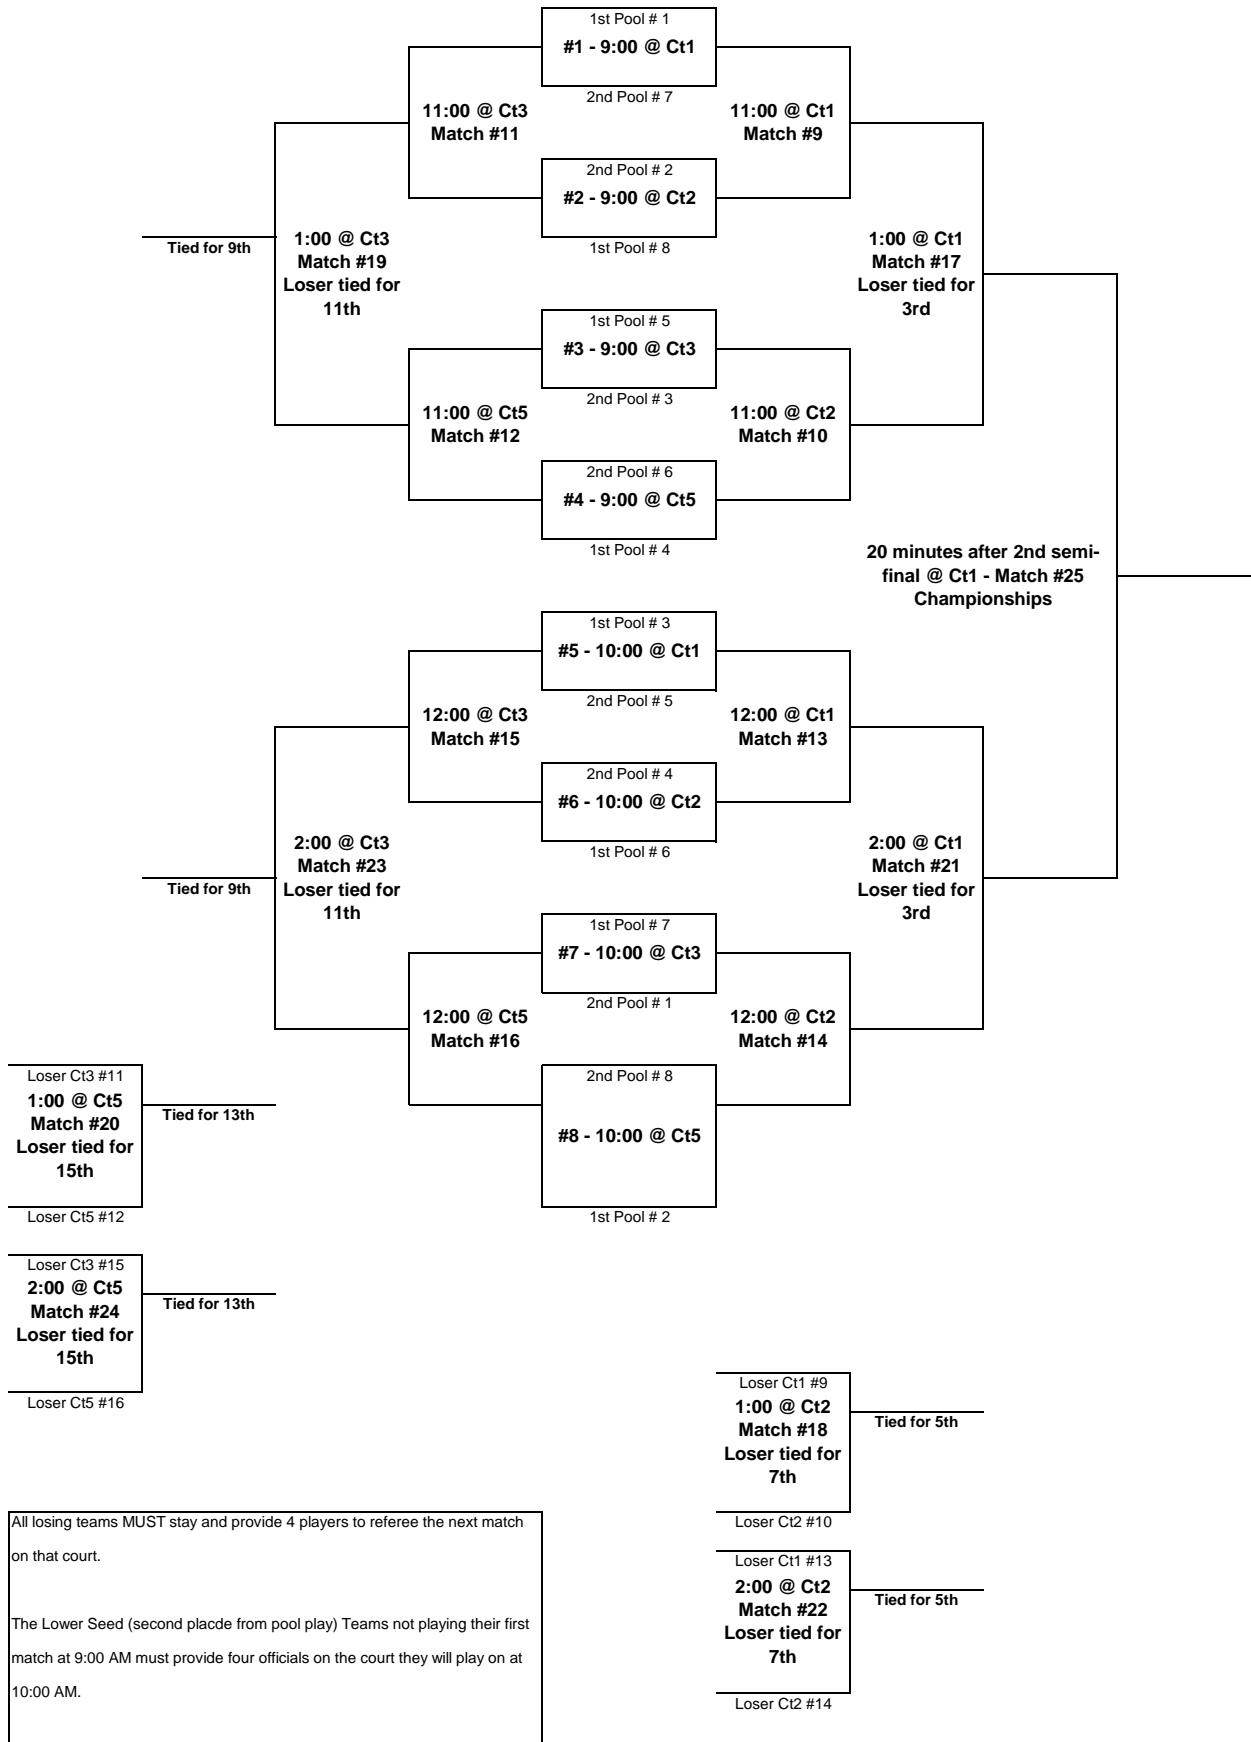 1st Pool # 1
#1 - 9:00 @ Ct1
2nd Pool # 7
11:00 @ Ct3
Match #11
11:00 @ Ct1
Match #9
2nd Pool # 2
#2 - 9:00 @ Ct2
1st Pool # 8
Tied for 9th
1:00 @ Ct3
Match #19
Loser tied for
11th
1:00 @ Ct1
Match #17
Loser tied for
3rd
1st Pool # 5
#3 - 9:00 @ Ct3
2nd Pool # 3
11:00 @ Ct5
Match #12
11:00 @ Ct2
Match #10
2nd Pool # 6
#4 - 9:00 @ Ct5
1st Pool # 4
20 minutes after 2nd semi-
final @ Ct1 - Match #25
Championships
1st Pool # 3
#5 - 10:00 @ Ct1
2nd Pool # 5
12:00 @ Ct3
Match #15
12:00 @ Ct1
Match #13
2nd Pool # 4
#6 - 10:00 @ Ct2
1st Pool # 6
Tied for 9th
2:00 @ Ct3
Match #23
Loser tied for
11th
2:00 @ Ct1
Match #21
Loser tied for
3rd
1st Pool # 7
#7 - 10:00 @ Ct3
2nd Pool # 1
12:00 @ Ct5
Match #16
12:00 @ Ct2
Match #14
2nd Pool # 8
#8 - 10:00 @ Ct5
1st Pool # 2
Loser Ct3 #11
1:00 @ Ct5
Match #20
Loser tied for
15th
Loser Ct5 #12
Tied for 13th
Loser Ct3 #15
2:00 @ Ct5
Match #24
Loser tied for
15th
Loser Ct5 #16
Tied for 13th
Loser Ct1 #9
1:00 @ Ct2
Match #18
Loser tied for
7th
Loser Ct2 #10
Tied for 5th
Loser Ct1 #13
2:00 @ Ct2
Match #22
Loser tied for
7th
Loser Ct2 #14
Tied for 5th
All losing teams MUST stay and provide 4 players to referee the next match
on that court.
The Lower Seed (second placde from pool play) Teams not playing their first
match at 9:00 AM must provide four officials on the court they will play on at
10:00 AM.